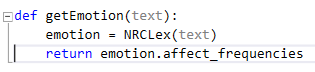 def getEmotion(text):
    emotion = NRCLex(text)
    return emotion.affect_frequencies